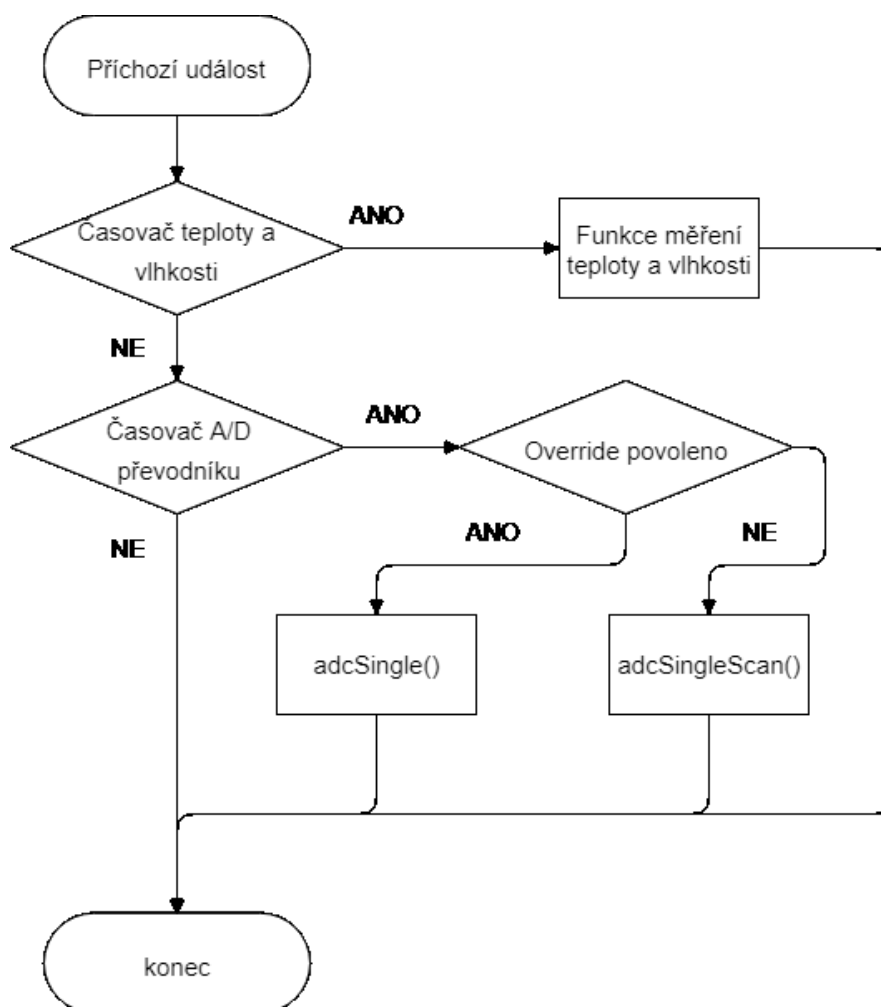 Příchozí událost
Časovač teploty a
vlhkosti
ANO
Funkce měření
teploty a vlhkosti
NE
Časovač A/D
převodníku
ANO
Override povoleno
NE
ANO
NE
adcSingle()
adcSingleScan()
konec